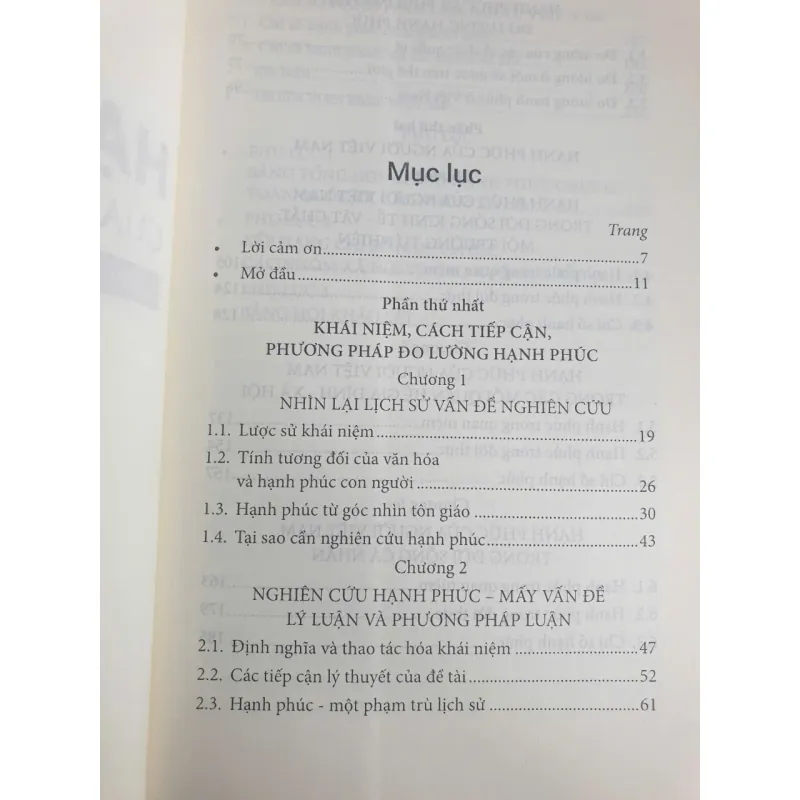 Mục lục
Trang
• Lời cảm ơn ........ 7
• Mở đầu ........ 11
Phần thứ nhất
KHÁI NIỆM, CÁCH TIẾP CẬN,
PHƯƠNG PHÁP ĐO LƯỜNG HẠNH PHÚC
Chương 1
NHÌN LẠI LỊCH SỬ VẤN ĐỀ NGHIÊN CỨU
1.1. Lược sử khái niệm ........ 19
1.2. Tính tương đối của văn hóa
và hạnh phúc con người ........ 26
1.3. Hạnh phúc từ góc nhìn tôn giáo ........ 30
1.4. Tại sao cần nghiên cứu hạnh phúc ........ 43
Chương 2
NGHIÊN CỨU HẠNH PHÚC – MẤY VẤN ĐỀ
LÝ LUẬN VÀ PHƯƠNG PHÁP LUẬN
2.1. Định nghĩa và thao tác hóa khái niệm ........ 47
2.2. Các tiếp cận lý thuyết của đề tài ........ 52
2.3. Hạnh phúc - một phạm trù lịch sử ........ 61